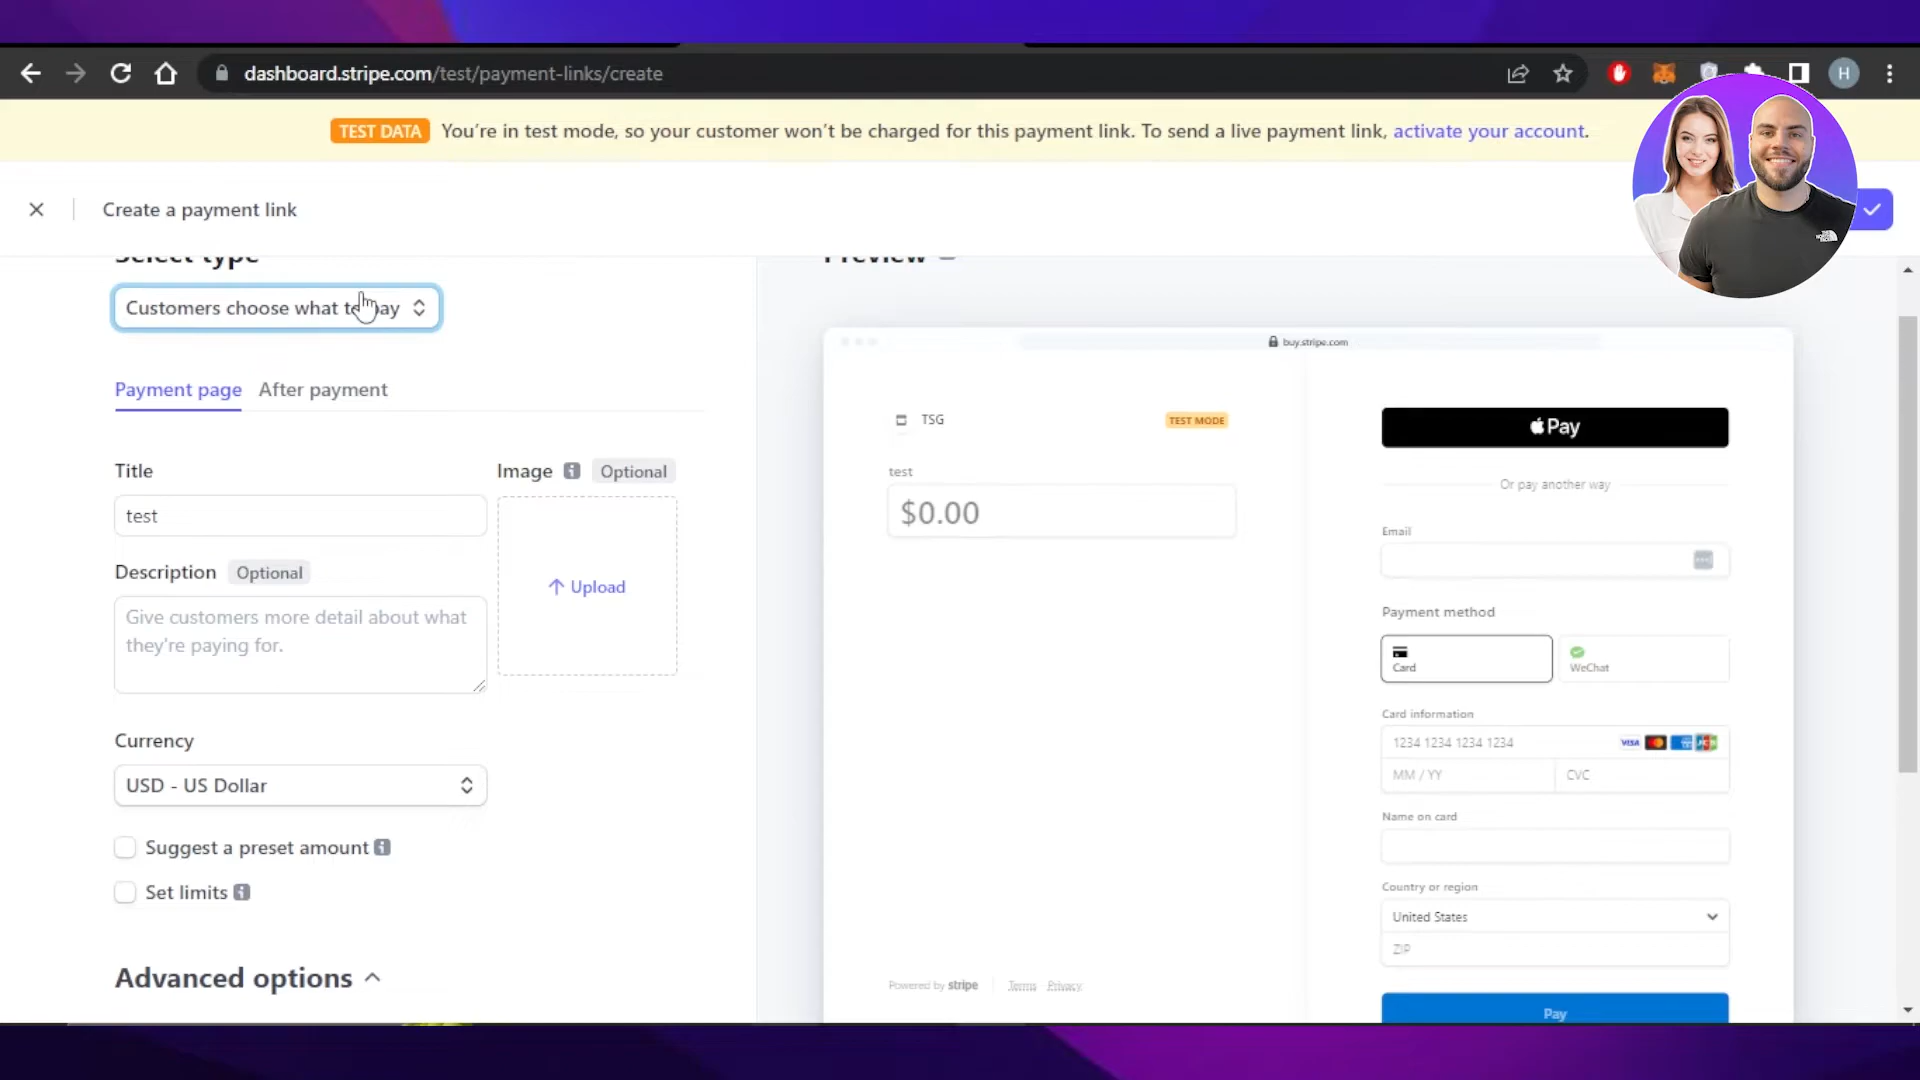 dashboard.stripe.com/test/payment-links/create
H
TEST DATA You're in test mode, so your customer won't be charged for this payment link. To send a live payment link, activate your account.
Create a payment link
Select type
Preview
Customers choose what to pay
buy.stripe.com
Payment page After payment
TSG
TEST MODE
Pay
Or pay another way
Title
Image Optional
test
test
$0.00
Email
Description Optional
Give customers more detail about what
they're paying for.
Upload
Payment method
Card
WeChat
Card information
1234 1234 1234 1234
VISA
MM / YY
CVC
Currency
USD - US Dollar
Name on card
Suggest a preset amount
Set limits
Country or region
United States
ZIP
Advanced options
Powered by stripe Terms Privacy
Pay